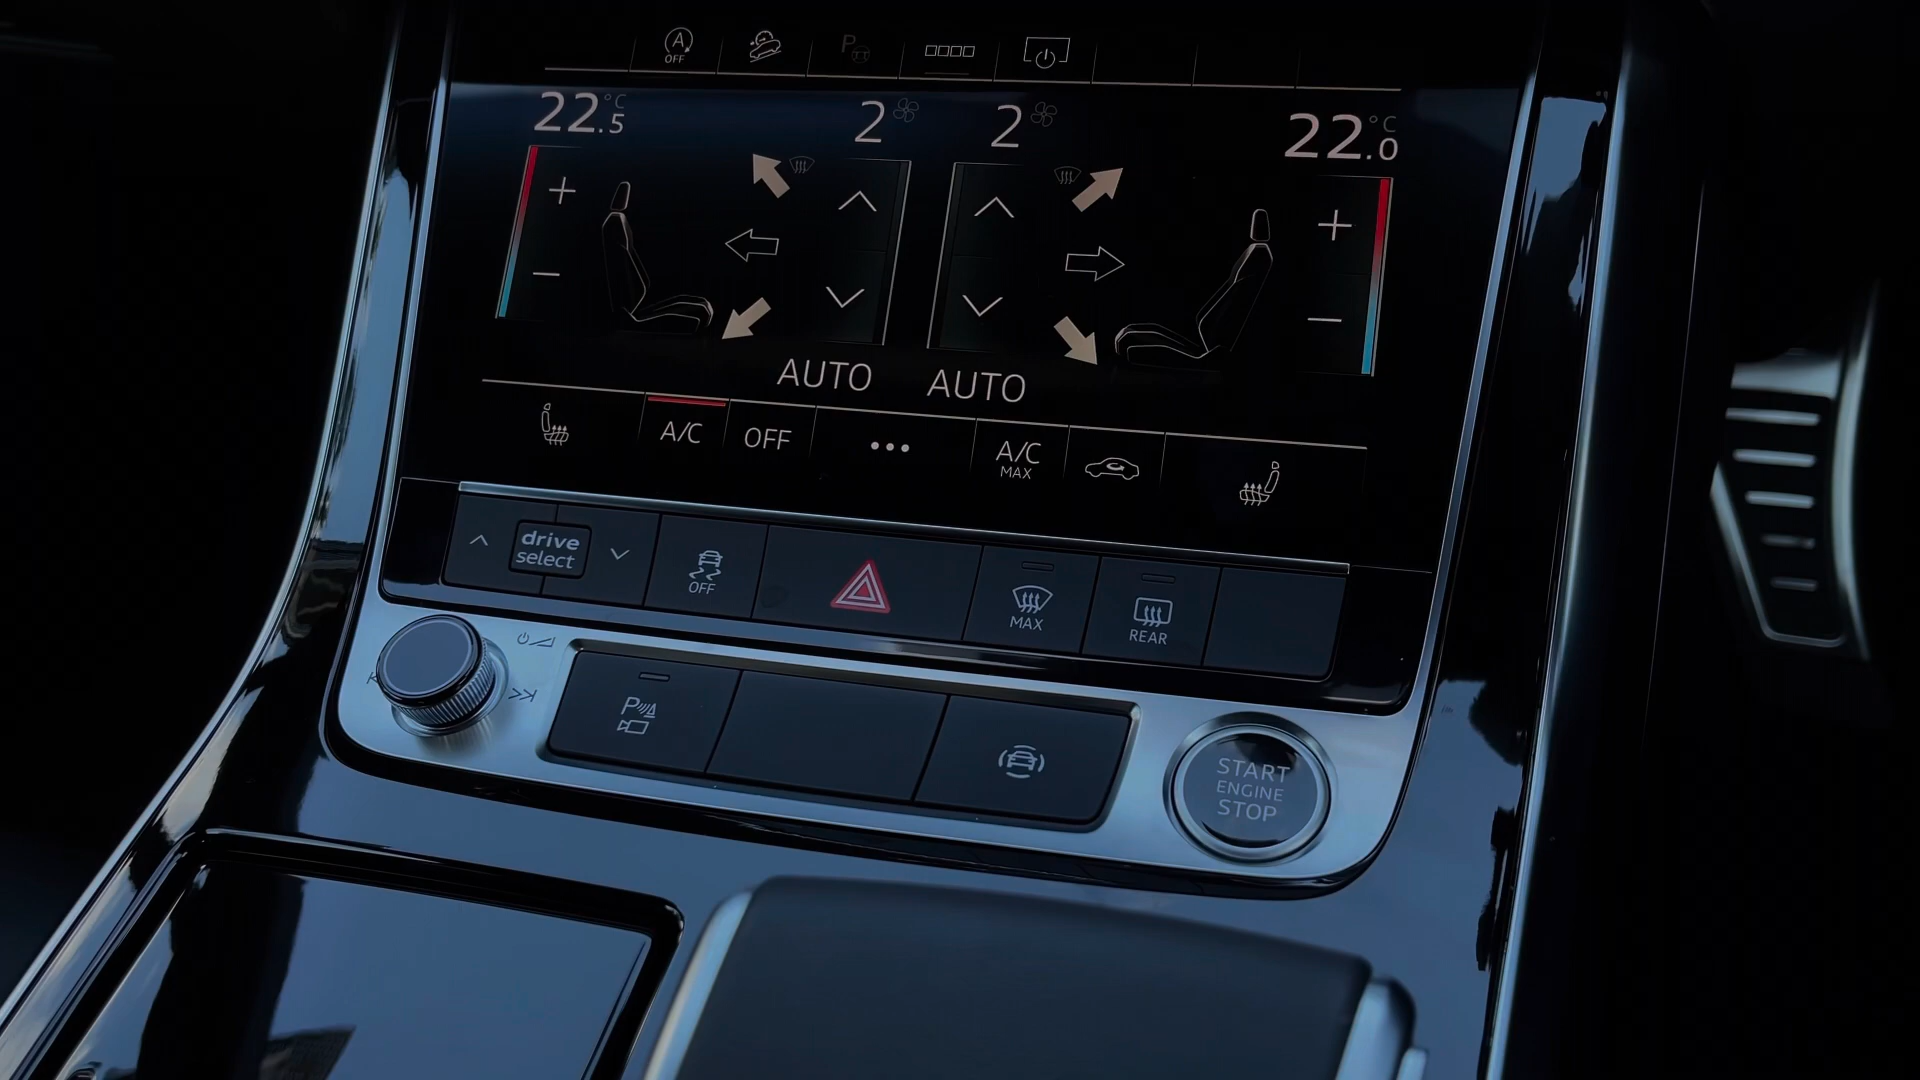 A
OFF
P
22.5 °C
2
2
22.0 °C
AUTO
AUTO
A/C
OFF
A/C
MAX
drive
select
OFF
MAX
REAR
P
START
ENGINE
STOP